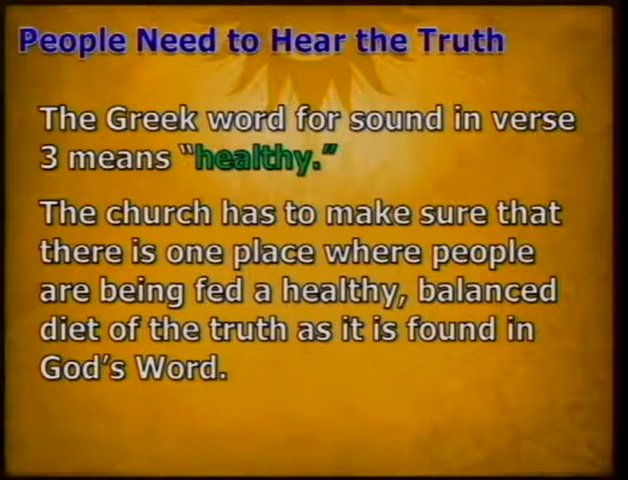 People Need to Hear the Truth
The Greek word for sound in verse
3 means “healthy.”
The church has to make sure that
there is one place where people
are being fed a healthy, balanced
diet of the truth as it is found in
God’s Word.